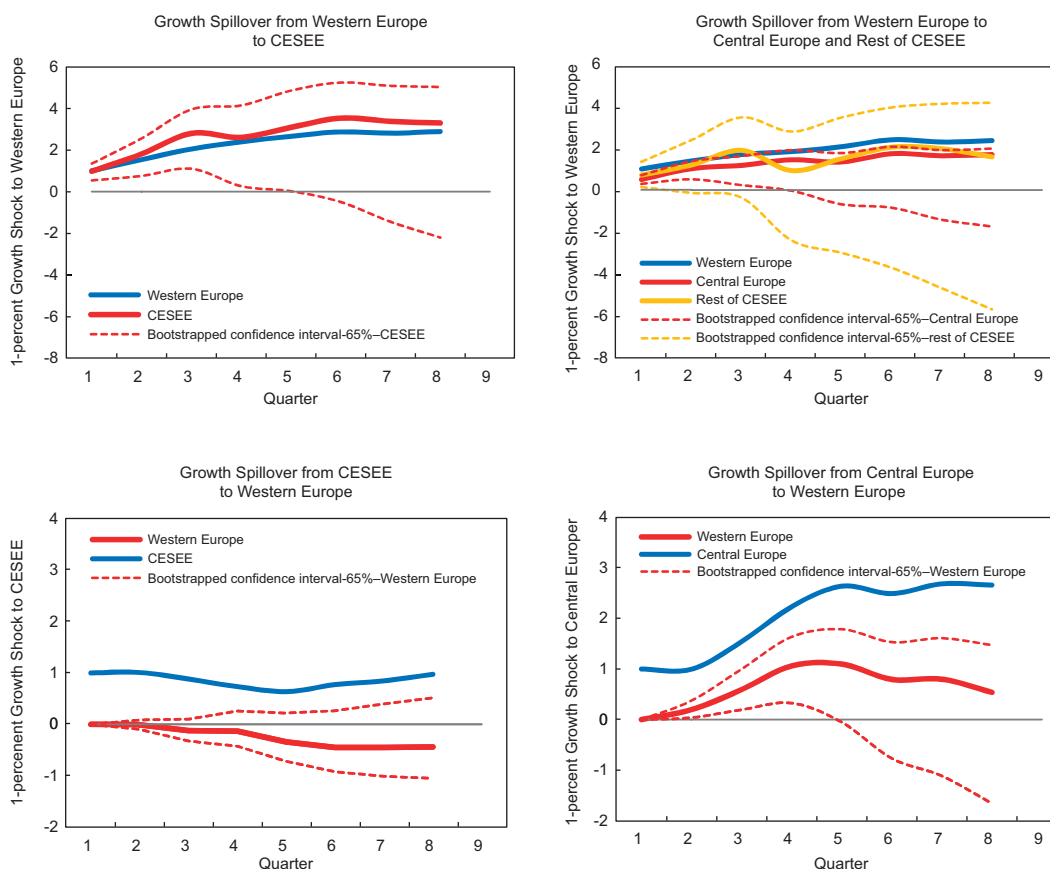 Growth Spillover from Western Europe
to CESEE
1-percent Growth Shock to Western Europe
6
4
2
0
-2
-4
-6
-8
Western Europe
CESEE
Bootstrapped confidence interval-65%–CESEE
1 2 3 4 5 6 7 8 9
Quarter
Growth Spillover from Western Europe to
Central Europe and Rest of CESEE
1-percent Growth Shock to Western Europe
6
4
2
0
-2
-4
-6
-8
Western Europe
Central Europe
Rest of CESEE
Bootstrapped confidence interval-65%–Central Europe
Bootstrapped confidence interval-65%–rest of CESEE
1 2 3 4 5 6 7 8 9
Quarter
Growth Spillover from CESEE
to Western Europe
1-percenent Growth Shock to CESEE
4
3
2
1
0
-1
-2
Western Europe
CESEE
Bootstrapped confidence interval-65%–Western Europe
1 2 3 4 5 6 7 8 9
Quarter
Growth Spillover from Central Europe
to Western Europe
1-percent Growth Shock to Central Europer
4
3
2
1
0
-1
-2
Western Europe
Central Europe
Bootstrapped confidence interval-65%–Western Europe
1 2 3 4 5 6 7 8 9
Quarter